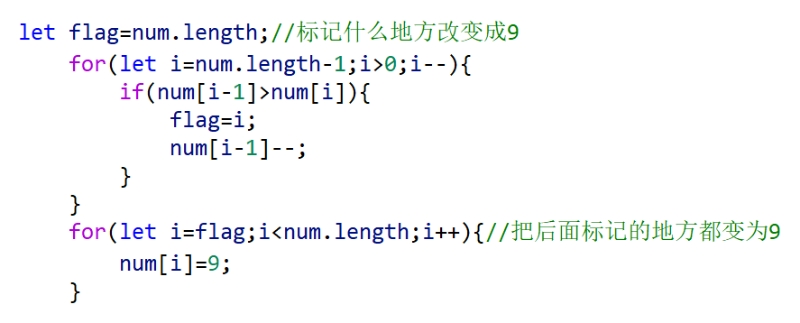 let flag=num.length;//标记什么地方改变成9
for(let i=num.length-1;i>0;i--){
if(num[i-1]>num[i]){
flag=i;
num[i-1]--;
}
}
for(let i=flag;i<num.length;i++){//把后面标记的地方都变为9
num[i]=9;
}